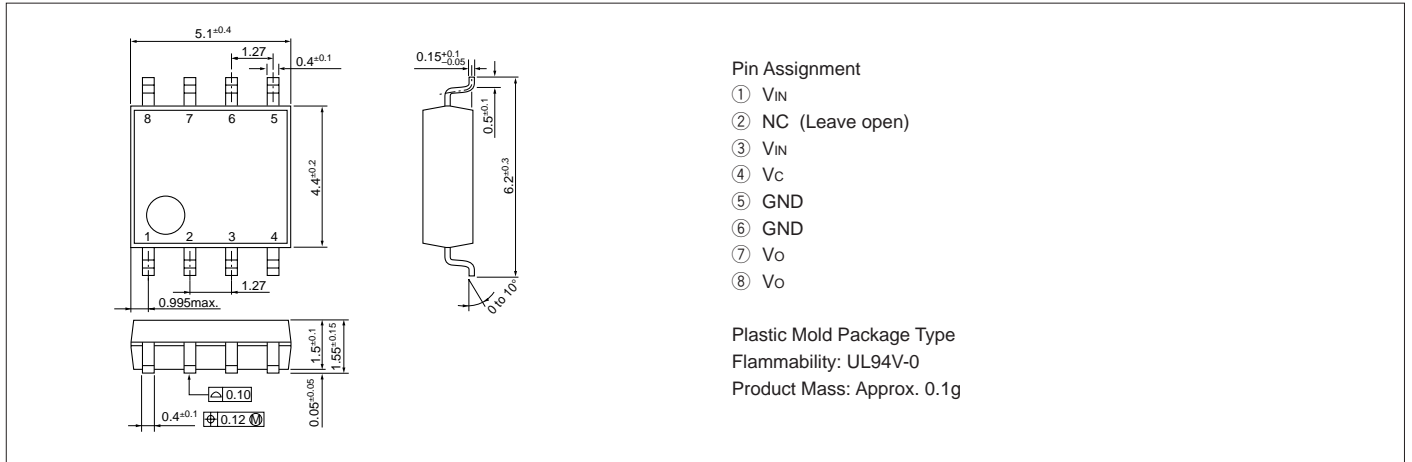 5.1±0.4
1.27
0.4±0.1
8 7 6 5
4.4±0.2
1 2 3 4
1.27
0.995max.
0.15+0.1−0.05
0.5±0.1
6.2±0.3
0 to 10°
1.5±0.1
1.55±0.15
0.05±0.05
⌓ 0.10
0.4±0.1
⌖ 0.12 Ⓜ
Pin Assignment
① VIN
② NC (Leave open)
③ VIN
④ VC
⑤ GND
⑥ GND
⑦ VO
⑧ VO
Plastic Mold Package Type
Flammability: UL94V-0
Product Mass: Approx. 0.1g